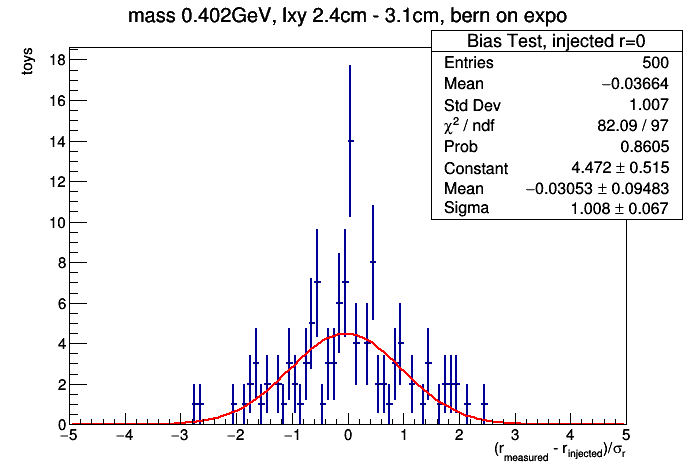 mass 0.402GeV, lxy 2.4cm - 3.1cm, bern on expo
Bias Test, injected r=0
Entries 500
Mean −0.03664
Std Dev 1.007
χ² / ndf 82.09 / 97
Prob 0.8605
Constant 4.472 ± 0.515
Mean −0.03053 ± 0.09483
Sigma 1.008 ± 0.067
toys
18
16
14
12
10
8
6
4
2
0
−5 −4 −3 −2 −1 0 1 2 3 4 5
(r_measured - r_injected)/σ_r